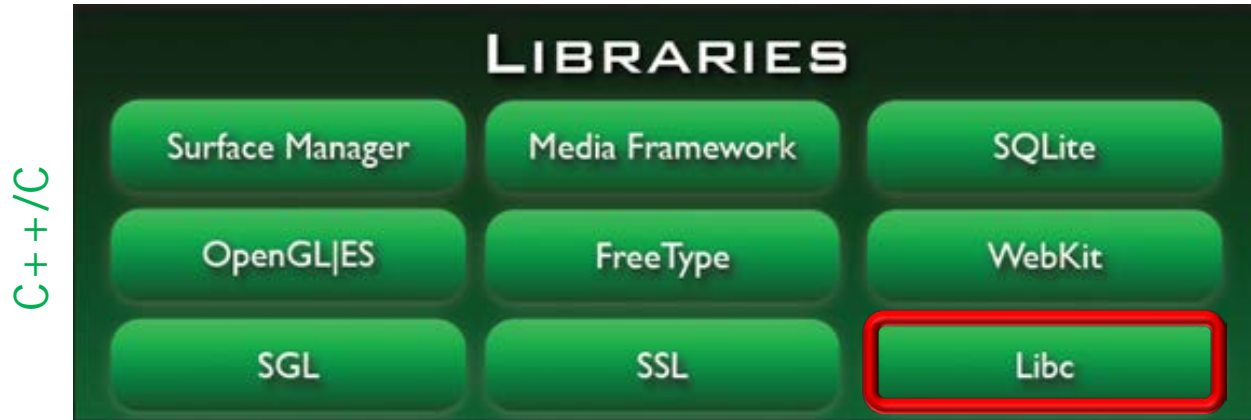 LIBRARIES
C++/C
Surface Manager Media Framework SQLite
OpenGL|ES FreeType WebKit
SGL SSL Libc